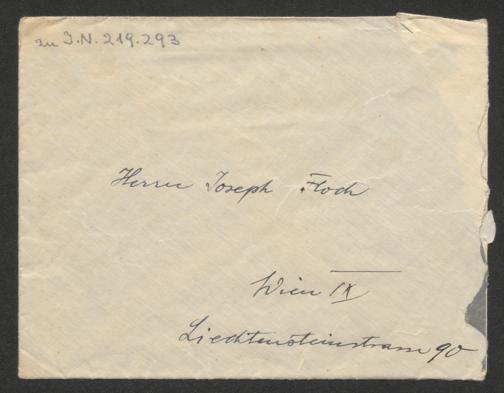 zu I.N. 219.293
Herrn Joseph Floch
Wien IX
Liechtensteinstrasse 90